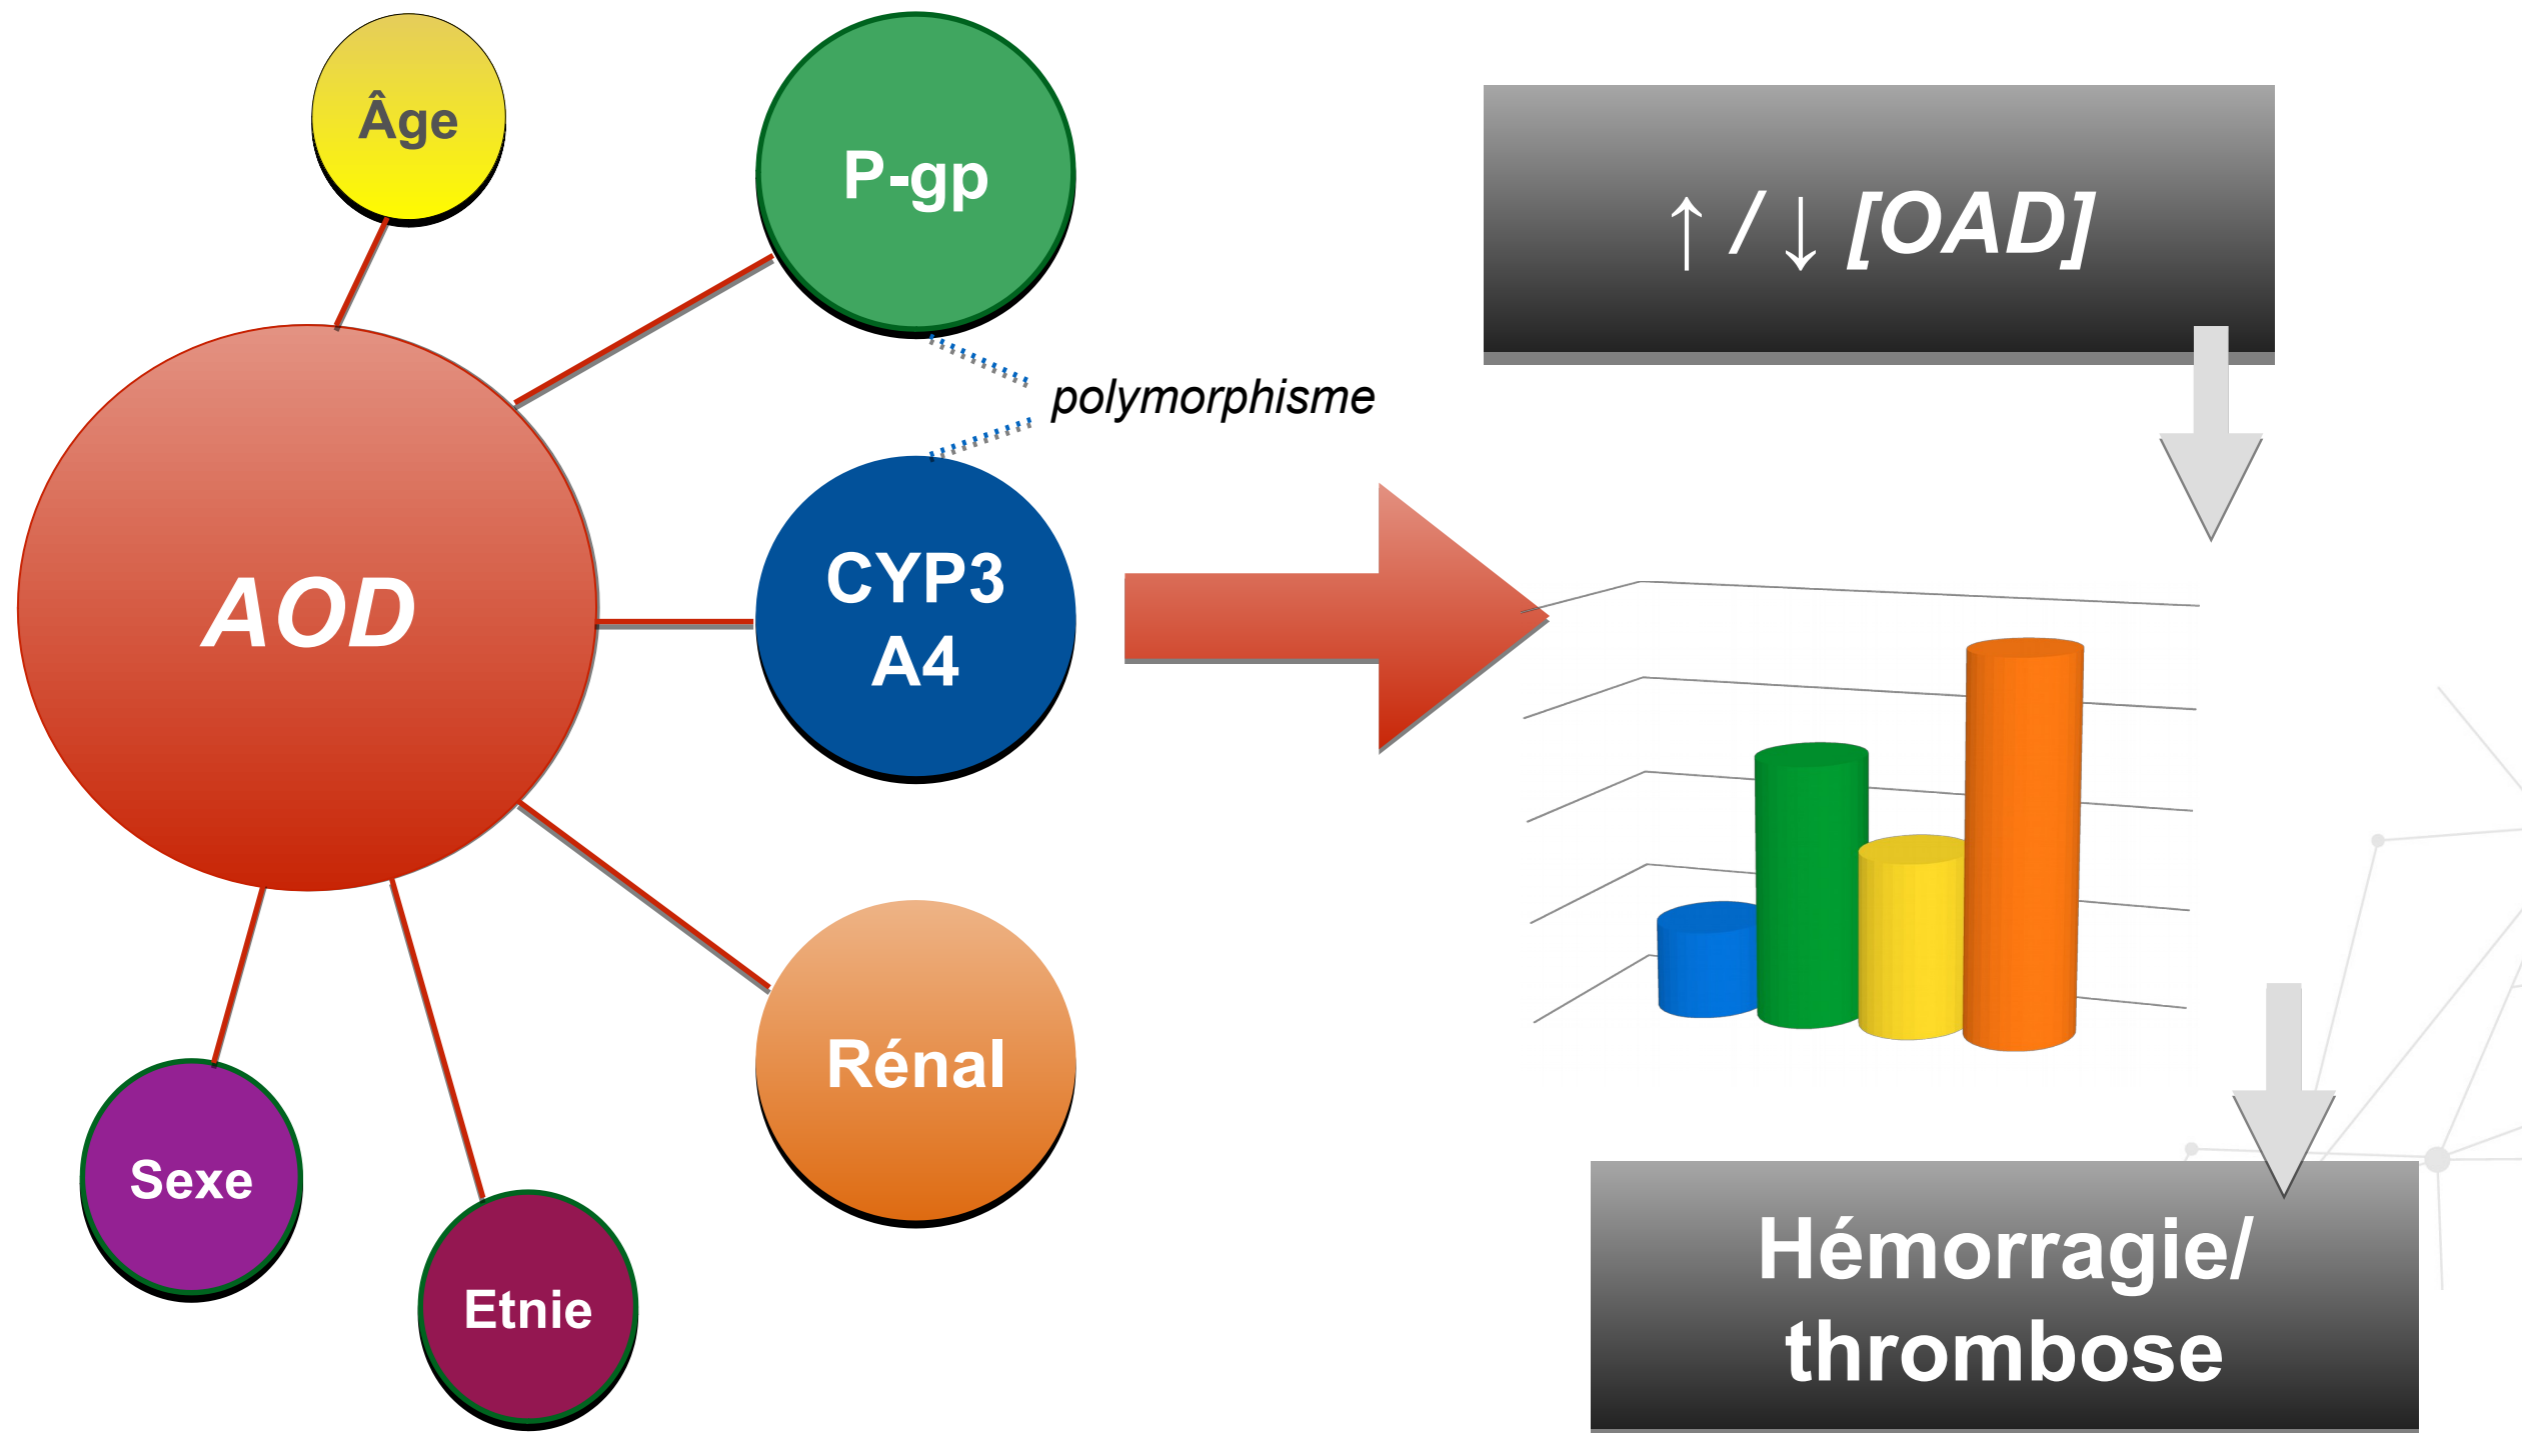 Âge
P-gp
polymorphisme
AOD
CYP3
A4
Rénal
Sexe
Etnie
↑ / ↓ [OAD]
Hémorragie/
thrombose